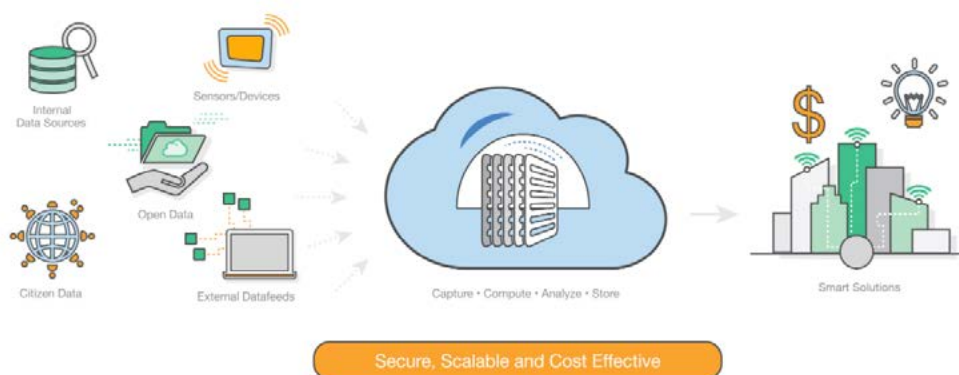 Internal
Data Sources
Sensors/Devices
Open Data
Citizen Data
External Datafeeds
Capture • Compute • Analyze • Store
$
Smart Solutions
Secure, Scalable and Cost Effective